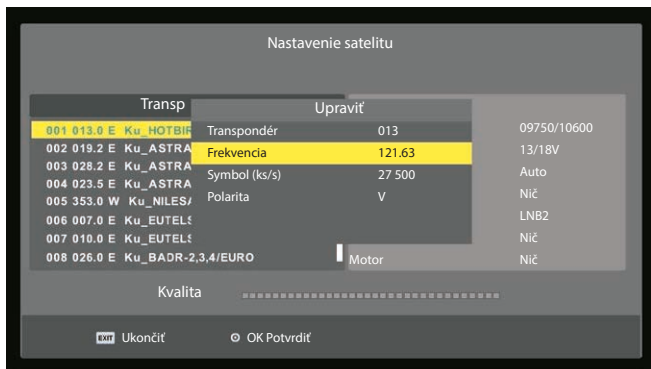 Nastavenie satelitu
Transp
Upraviť
001 013.0 E Ku_HOTBIR
002 019.2 E Ku_ASTRA
003 028.2 E Ku_ASTRA
004 023.5 E Ku_ASTRA
005 353.0 W Ku_NILESA
006 007.0 E Ku_EUTELS
007 010.0 E Ku_EUTELS
008 026.0 E Ku_BADR-2,3,4/EURO
Transpondér 013
Frekvencia 121.63
Symbol (ks/s) 27 500
Polarita V
09750/10600
13/18V
Auto
Nič
LNB2
Nič
Motor Nič
Kvalita
EXIT Ukončiť OK Potvrdiť